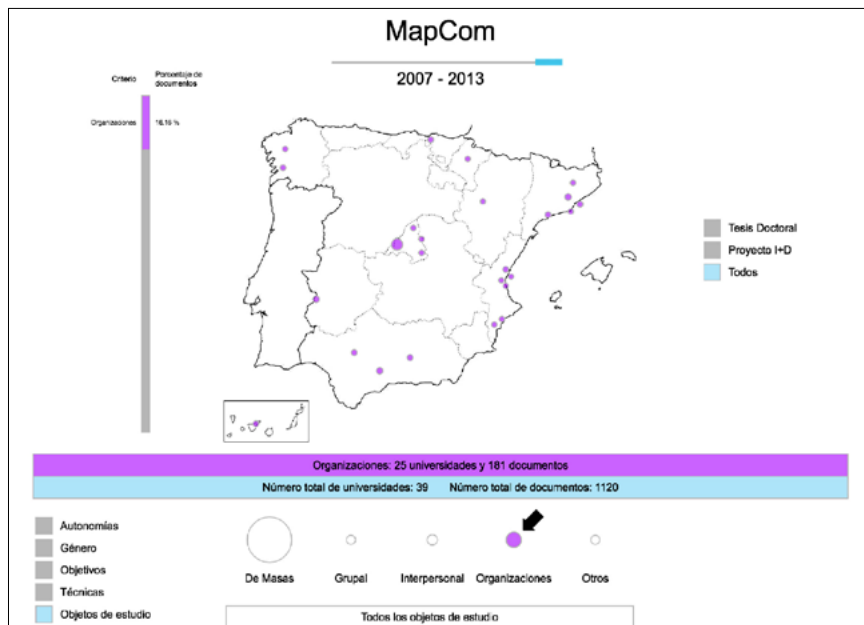 MapCom
2007 - 2013
Criterio
Porcentaje de documentos
Organizaciones
16,16 %
Tesis Doctoral
Proyecto I+D
Todos
Organizaciones: 25 universidades y 181 documentos
Número total de universidades: 39 Número total de documentos: 1120
Autonomías
Género
Objetivos
Técnicas
Objetos de estudio
De Masas
Grupal
Interpersonal
Organizaciones
Otros
Todos los objetos de estudio